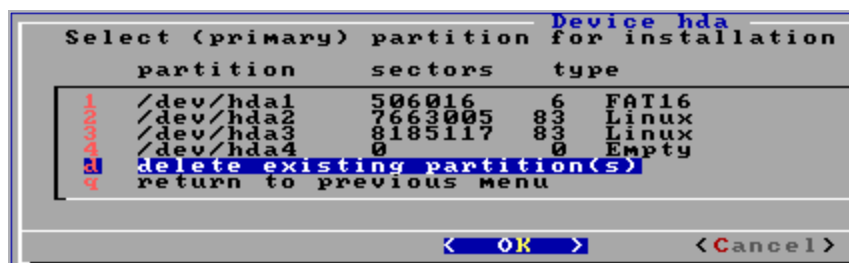 Device hda
Select (primary) partition for installation
partition sectors type
1 /dev/hda1 506016 6 FAT16
2 /dev/hda2 7663005 83 Linux
3 /dev/hda3 8185117 83 Linux
4 /dev/hda4 0 0 Empty
d delete existing partition(s)
q return to previous menu
< OK > <Cancel>